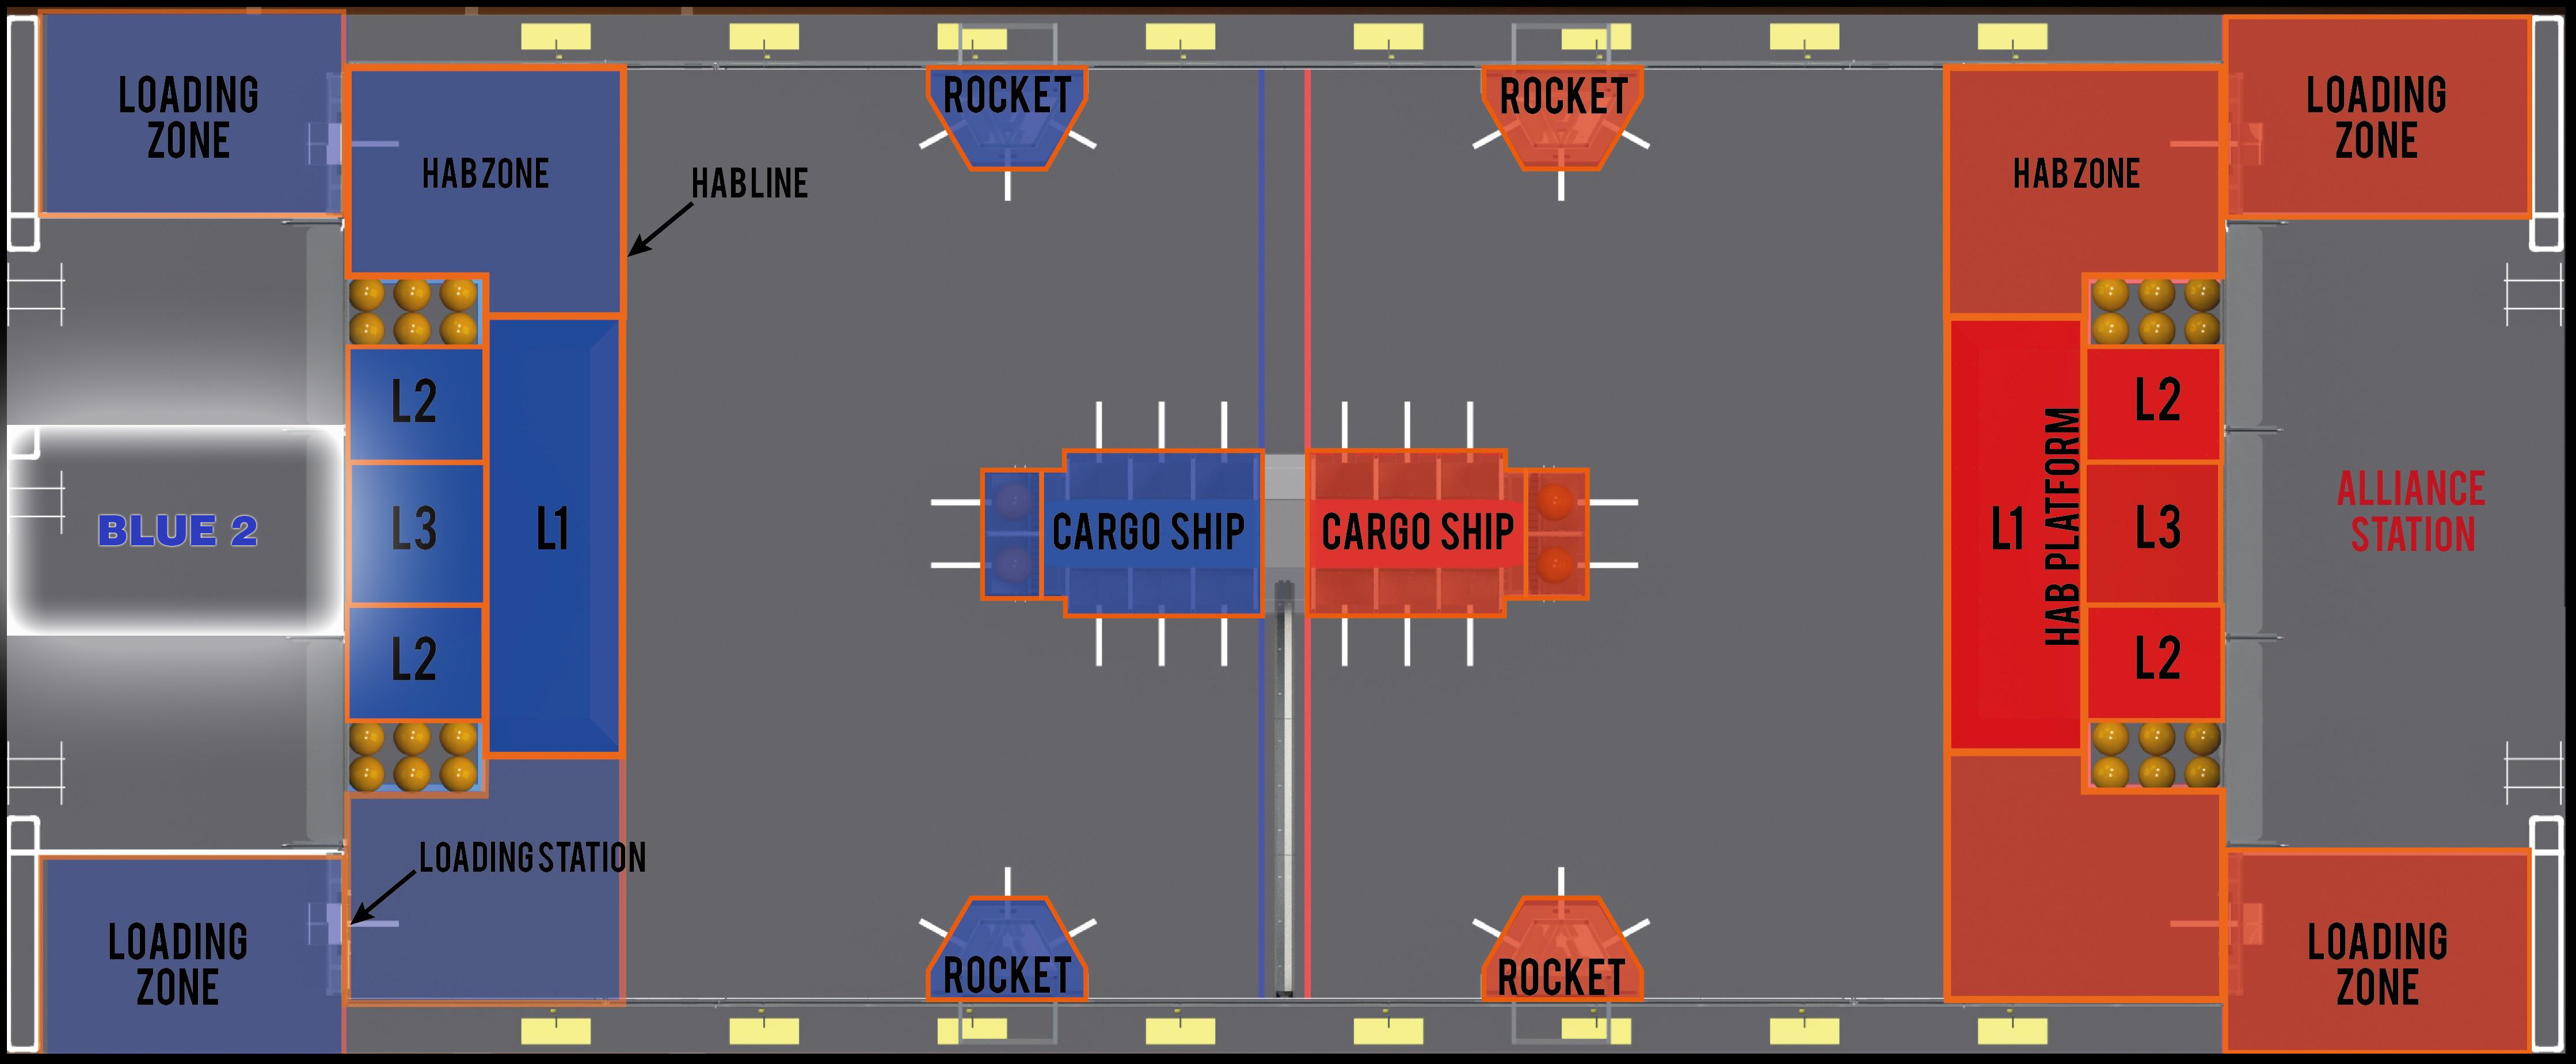 LOADING
ZONE
ROCKET
ROCKET
LOADING
ZONE
HAB ZONE
HAB LINE
HAB ZONE
L2
L2
BLUE 2
L3
L1
CARGO SHIP
CARGO SHIP
L1
HAB PLATFORM
L3
ALLIANCE
STATION
L2
L2
LOADING STATION
LOADING
ZONE
ROCKET
ROCKET
LOADING
ZONE